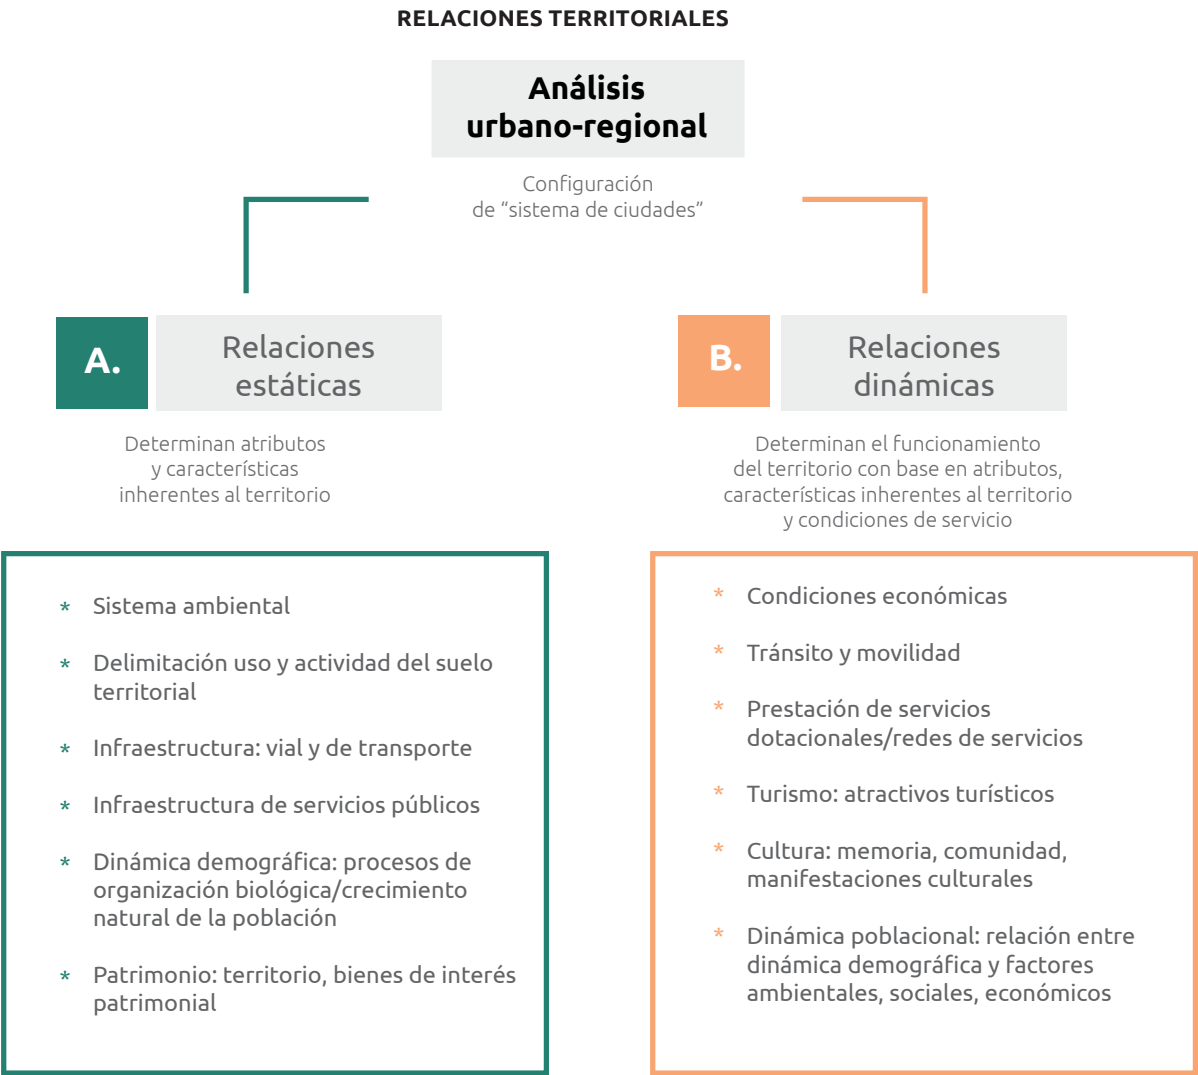 RELACIONES TERRITORIALES
Análisis
urbano-regional
Configuración
de “sistema de ciudades”
A.
Relaciones
estáticas
Determinan atributos
y características
inherentes al territorio
* Sistema ambiental
* Delimitación uso y actividad del suelo
territorial
* Infraestructura: vial y de transporte
* Infraestructura de servicios públicos
* Dinámica demográfica: procesos de
organización biológica/crecimiento
natural de la población
* Patrimonio: territorio, bienes de interés
patrimonial
B.
Relaciones
dinámicas
Determinan el funcionamiento
del territorio con base en atributos,
características inherentes al territorio
y condiciones de servicio
* Condiciones económicas
* Tránsito y movilidad
* Prestación de servicios
dotacionales/redes de servicios
* Turismo: atractivos turísticos
* Cultura: memoria, comunidad,
manifestaciones culturales
* Dinámica poblacional: relación entre
dinámica demográfica y factores
ambientales, sociales, económicos